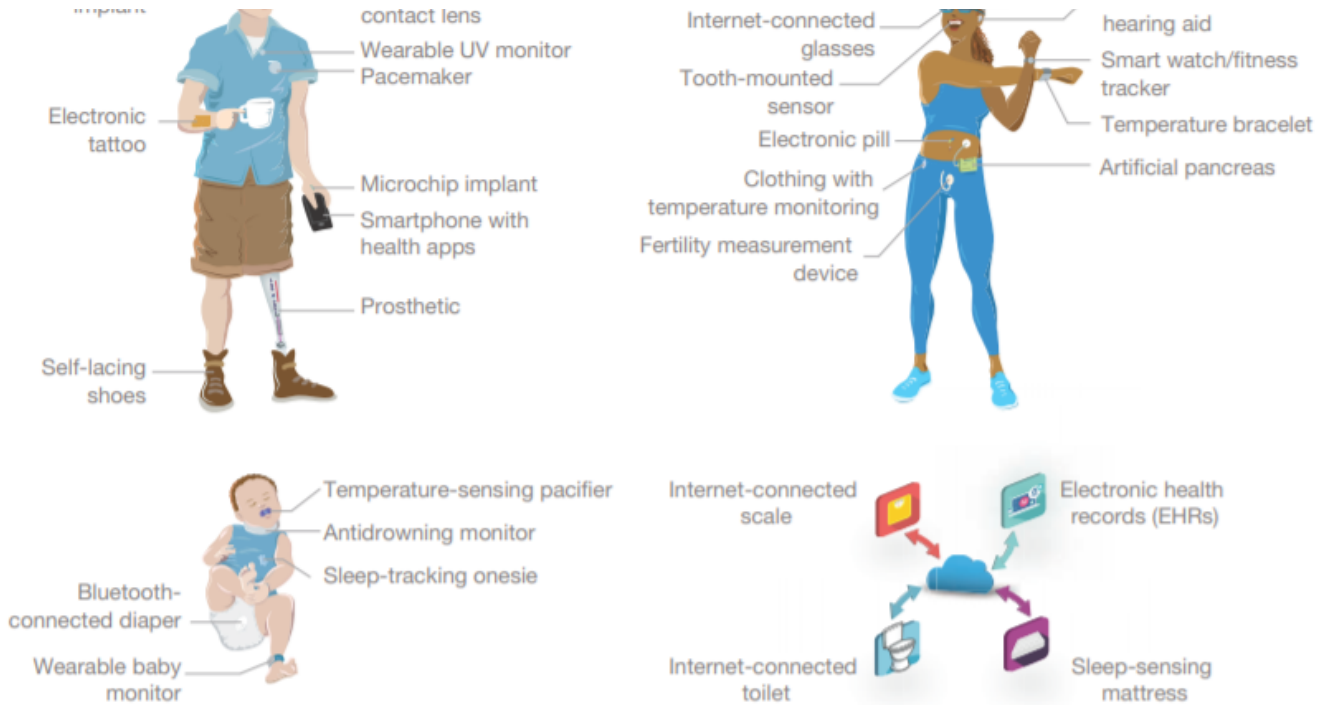 implant
contact lens
Wearable UV monitor
Pacemaker
Electronic
tattoo
Microchip implant
Smartphone with
health apps
Prosthetic
Self-lacing
shoes
Internet-connected
glasses
hearing aid
Tooth-mounted
sensor
Smart watch/fitness
tracker
Temperature bracelet
Electronic pill
Artificial pancreas
Clothing with
temperature monitoring
Fertility measurement
device
Temperature-sensing pacifier
Antidrowning monitor
Sleep-tracking onesie
Bluetooth-
connected diaper
Wearable baby
monitor
Internet-connected
scale
Electronic health
records (EHRs)
Internet-connected
toilet
Sleep-sensing
mattress